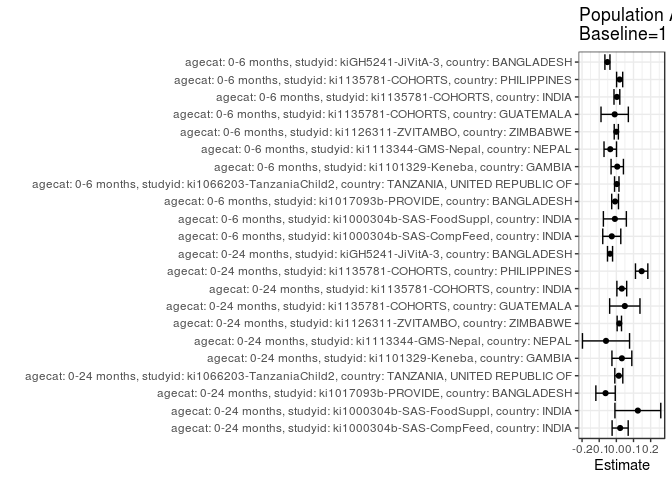 Population A
Baseline=1
agecat: 0-6 months, studyid: kiGH5241-JiVitA-3, country: BANGLADESH
agecat: 0-6 months, studyid: ki1135781-COHORTS, country: PHILIPPINES
agecat: 0-6 months, studyid: ki1135781-COHORTS, country: INDIA
agecat: 0-6 months, studyid: ki1135781-COHORTS, country: GUATEMALA
agecat: 0-6 months, studyid: ki1126311-ZVITAMBO, country: ZIMBABWE
agecat: 0-6 months, studyid: ki1113344-GMS-Nepal, country: NEPAL
agecat: 0-6 months, studyid: ki1101329-Keneba, country: GAMBIA
agecat: 0-6 months, studyid: ki1066203-TanzaniaChild2, country: TANZANIA, UNITED REPUBLIC OF
agecat: 0-6 months, studyid: ki1017093b-PROVIDE, country: BANGLADESH
agecat: 0-6 months, studyid: ki1000304b-SAS-FoodSuppl, country: INDIA
agecat: 0-6 months, studyid: ki1000304b-SAS-CompFeed, country: INDIA
agecat: 0-24 months, studyid: kiGH5241-JiVitA-3, country: BANGLADESH
agecat: 0-24 months, studyid: ki1135781-COHORTS, country: PHILIPPINES
agecat: 0-24 months, studyid: ki1135781-COHORTS, country: INDIA
agecat: 0-24 months, studyid: ki1135781-COHORTS, country: GUATEMALA
agecat: 0-24 months, studyid: ki1126311-ZVITAMBO, country: ZIMBABWE
agecat: 0-24 months, studyid: ki1113344-GMS-Nepal, country: NEPAL
agecat: 0-24 months, studyid: ki1101329-Keneba, country: GAMBIA
agecat: 0-24 months, studyid: ki1066203-TanzaniaChild2, country: TANZANIA, UNITED REPUBLIC OF
agecat: 0-24 months, studyid: ki1017093b-PROVIDE, country: BANGLADESH
agecat: 0-24 months, studyid: ki1000304b-SAS-FoodSuppl, country: INDIA
agecat: 0-24 months, studyid: ki1000304b-SAS-CompFeed, country: INDIA
-0.2 -0.1 0.0 0.1 0.2
Estimate